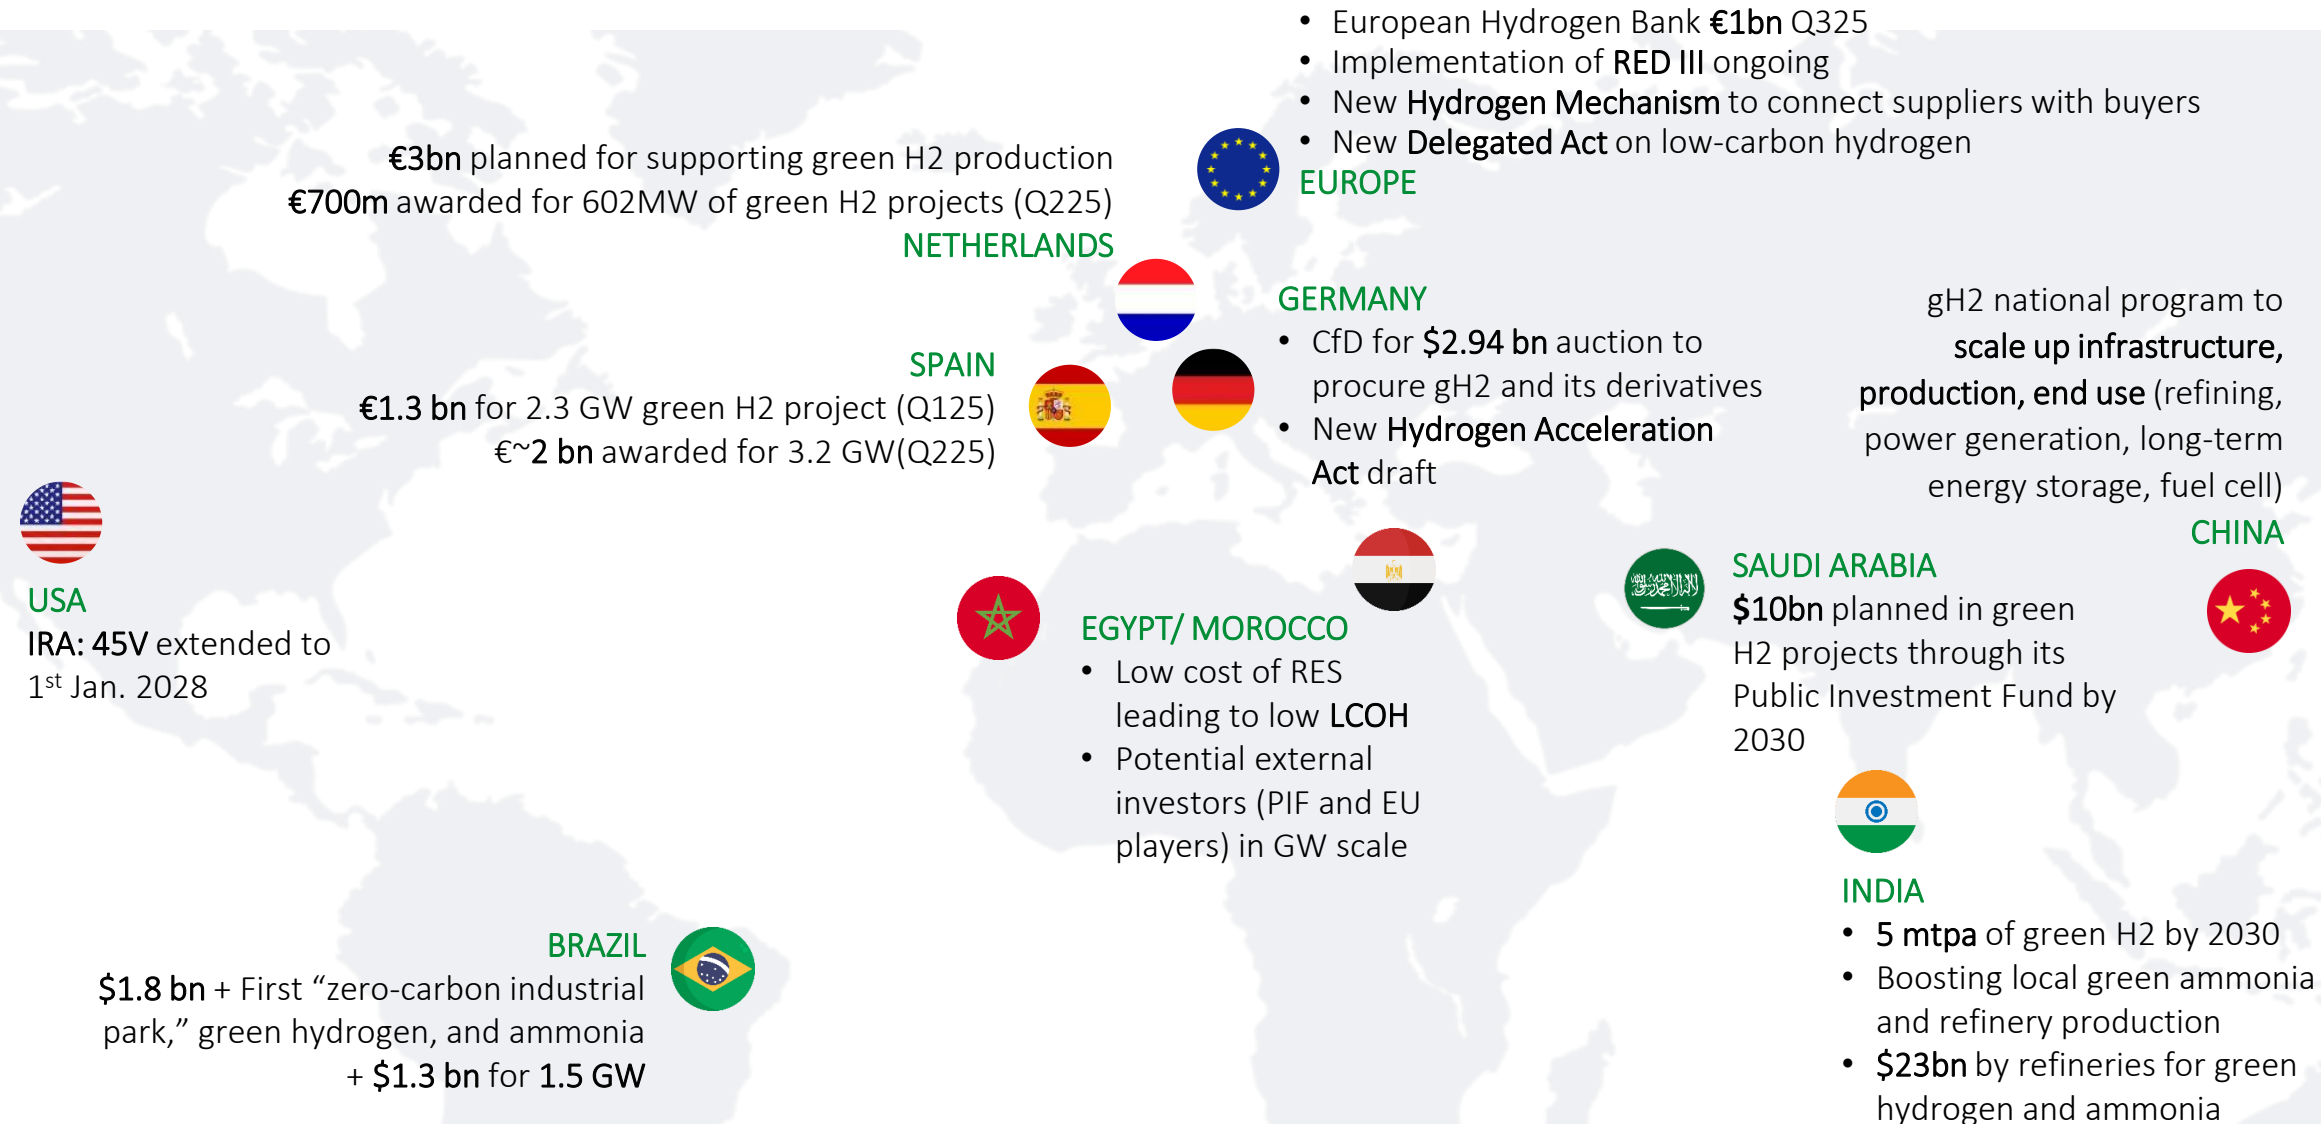 • European Hydrogen Bank €1bn Q325
• Implementation of RED III ongoing
• New Hydrogen Mechanism to connect suppliers with buyers
• New Delegated Act on low-carbon hydrogen
EUROPE
€3bn planned for supporting green H2 production
€700m awarded for 602MW of green H2 projects (Q225)
NETHERLANDS
GERMANY
• CfD for $2.94 bn auction to
procure gH2 and its derivatives
• New Hydrogen Acceleration
Act draft
gH2 national program to
scale up infrastructure,
production, end use (refining,
power generation, long-term
energy storage, fuel cell)
CHINA
SPAIN
€1.3 bn for 2.3 GW green H2 project (Q125)
€~2 bn awarded for 3.2 GW(Q225)
USA
IRA: 45V extended to
1st Jan. 2028
EGYPT/ MOROCCO
• Low cost of RES
leading to low LCOH
• Potential external
investors (PIF and EU
players) in GW scale
SAUDI ARABIA
$10bn planned in green
H2 projects through its
Public Investment Fund by
2030
INDIA
• 5 mtpa of green H2 by 2030
• Boosting local green ammonia
and refinery production
• $23bn by refineries for green
hydrogen and ammonia
BRAZIL
$1.8 bn + First “zero-carbon industrial
park,” green hydrogen, and ammonia
+ $1.3 bn for 1.5 GW